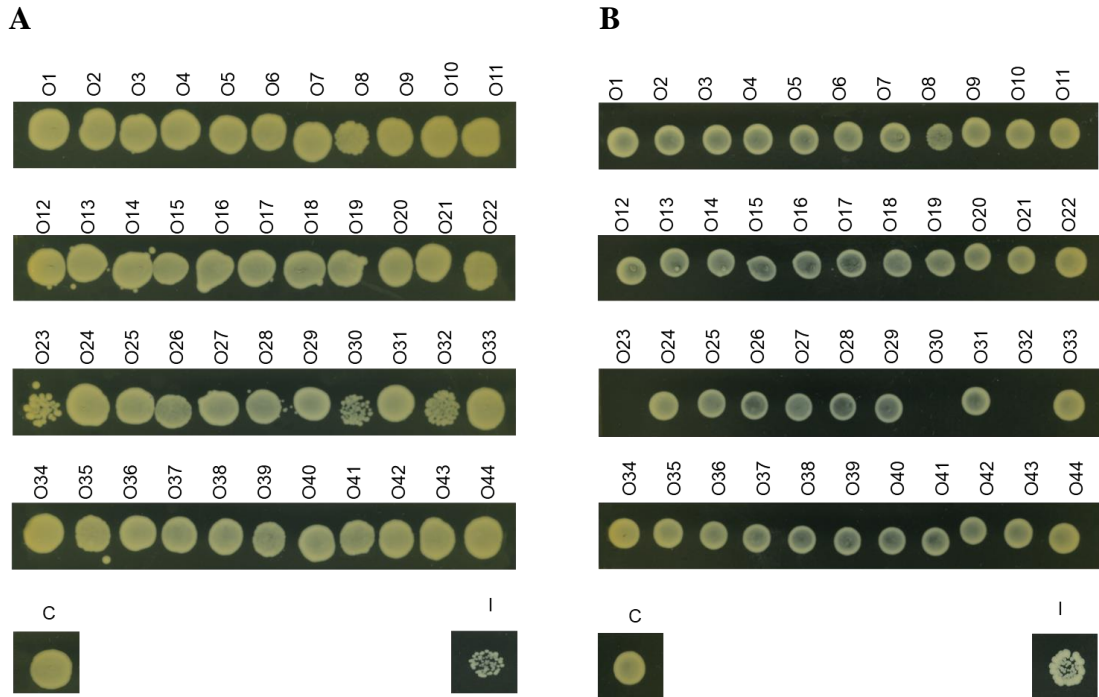 A
B
O1 O2 O3 O4 O5 O6 O7 O8 O9 O10 O11
O1 O2 O3 O4 O5 O6 O7 O8 O9 O10 O11
O12 O13 O14 O15 O16 O17 O18 O19 O20 O21 O22
O12 O13 O14 O15 O16 O17 O18 O19 O20 O21 O22
O23 O24 O25 O26 O27 O28 O29 O30 O31 O32 O33
O23 O24 O25 O26 O27 O28 O29 O30 O31 O32 O33
O34 O35 O36 O37 O38 O39 O40 O41 O42 O43 O44
O34 O35 O36 O37 O38 O39 O40 O41 O42 O43 O44
C I
C I